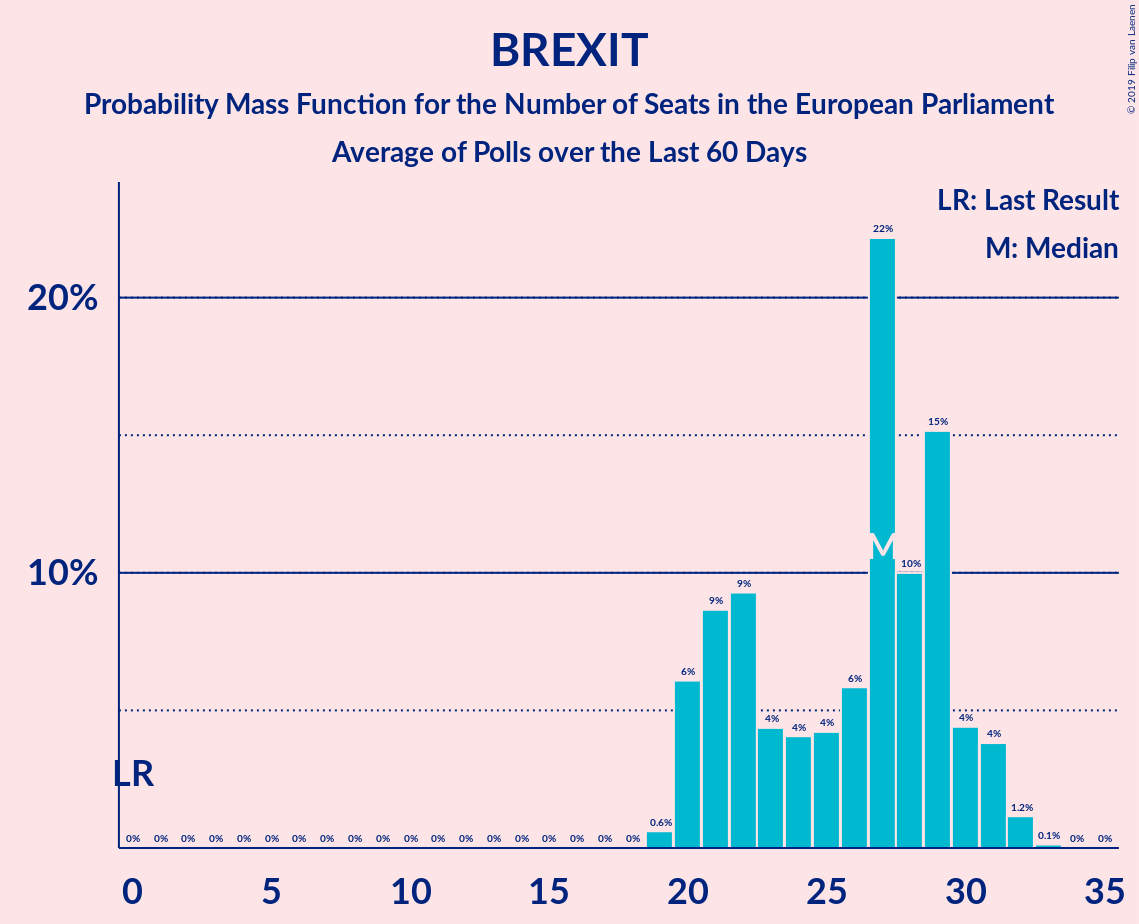 BREXIT
Probability Mass Function for the Number of Seats in the European Parliament
Average of Polls over the Last 60 Days
© 2019 Filip van Laenen
LR: Last Result
M: Median
20%
10%
22%
15%
M
10%
9%
9%
6%
6%
4%
4%
4%
4%
4%
LR
1.2%
0.6%
0.1%
0% 0% 0% 0% 0% 0% 0% 0% 0% 0% 0% 0% 0% 0% 0% 0% 0% 0% 0% 0% 0%
0 5 10 15 20 25 30 35